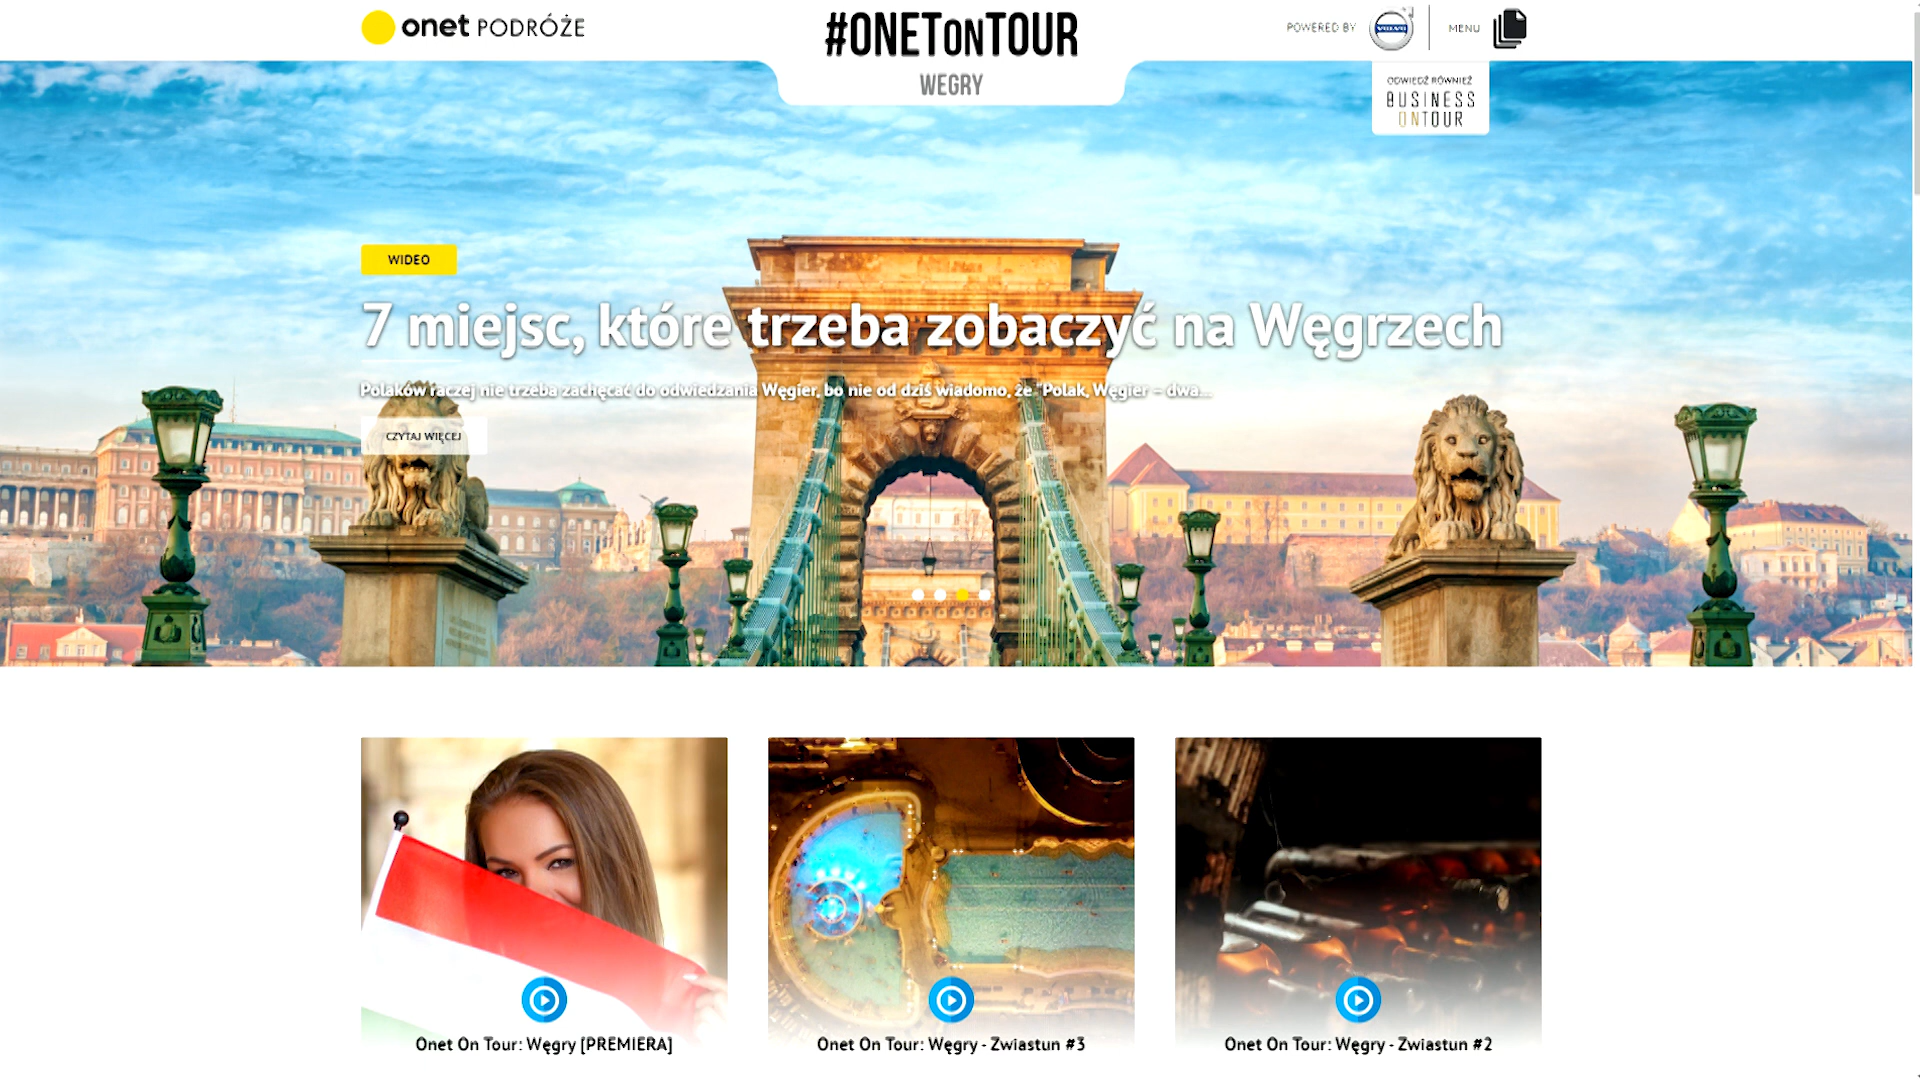 onet PODRÓŻE
#ONETONTOUR
WĘGRY
POWERED BY
VOLVO
MENU
ODWIEDŹ RÓWNIEŻ
BUSINESS
ONTOUR
WIDEO
7 miejsc, które trzeba zobaczyć na Węgrzech
Polaków raczej nie trzeba zachęcać do odwiedzania Węgier, bo nie od dziś wiadomo, że "Polak, Węgier – dwa...
CZYTAJ WIĘCEJ
Onet On Tour: Węgry [PREMIERA]
Onet On Tour: Węgry - Zwiastun #3
Onet On Tour: Węgry - Zwiastun #2